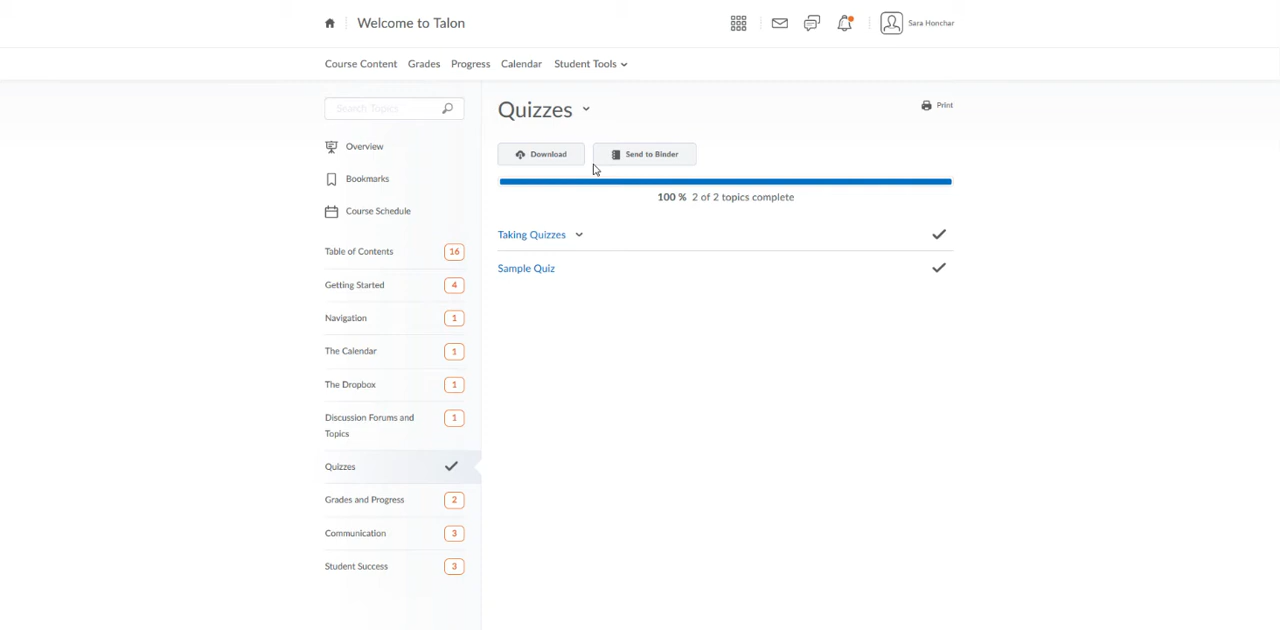 Welcome to Talon
Sara Honchar
Course Content Grades Progress Calendar Student Tools
Search Topics
Overview
Bookmarks
Course Schedule
Table of Contents 16
Getting Started 4
Navigation 1
The Calendar 1
The Dropbox 1
Discussion Forums and 1
Topics
Quizzes
Grades and Progress 2
Communication 3
Student Success 3
Quizzes
Print
Download Send to Binder
100 % 2 of 2 topics complete
Taking Quizzes
Sample Quiz